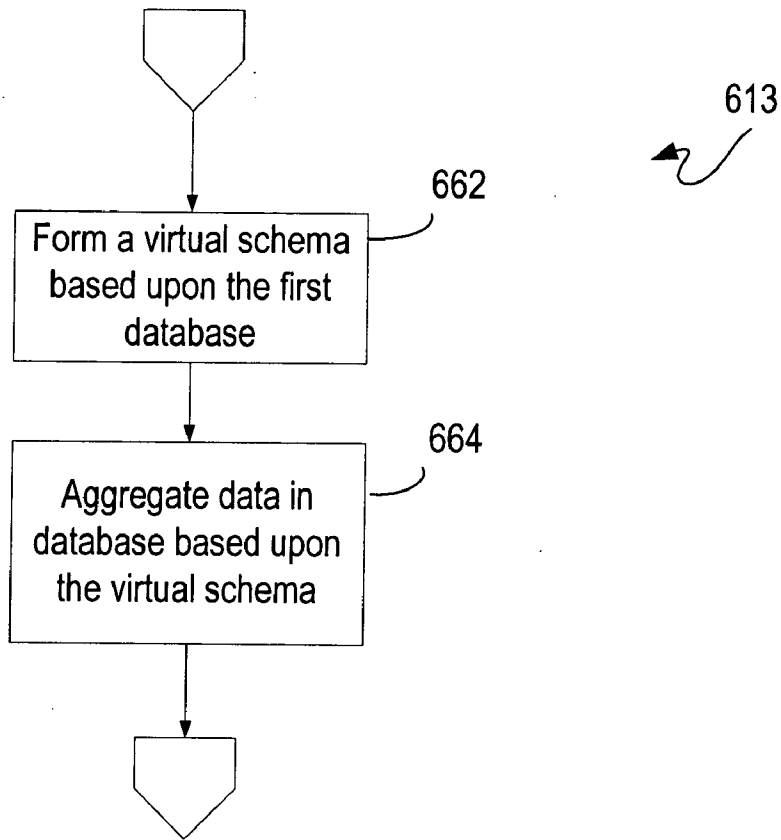 613
662
Form a virtual schema
based upon the first
database
664
Aggregate data in
database based upon
the virtual schema